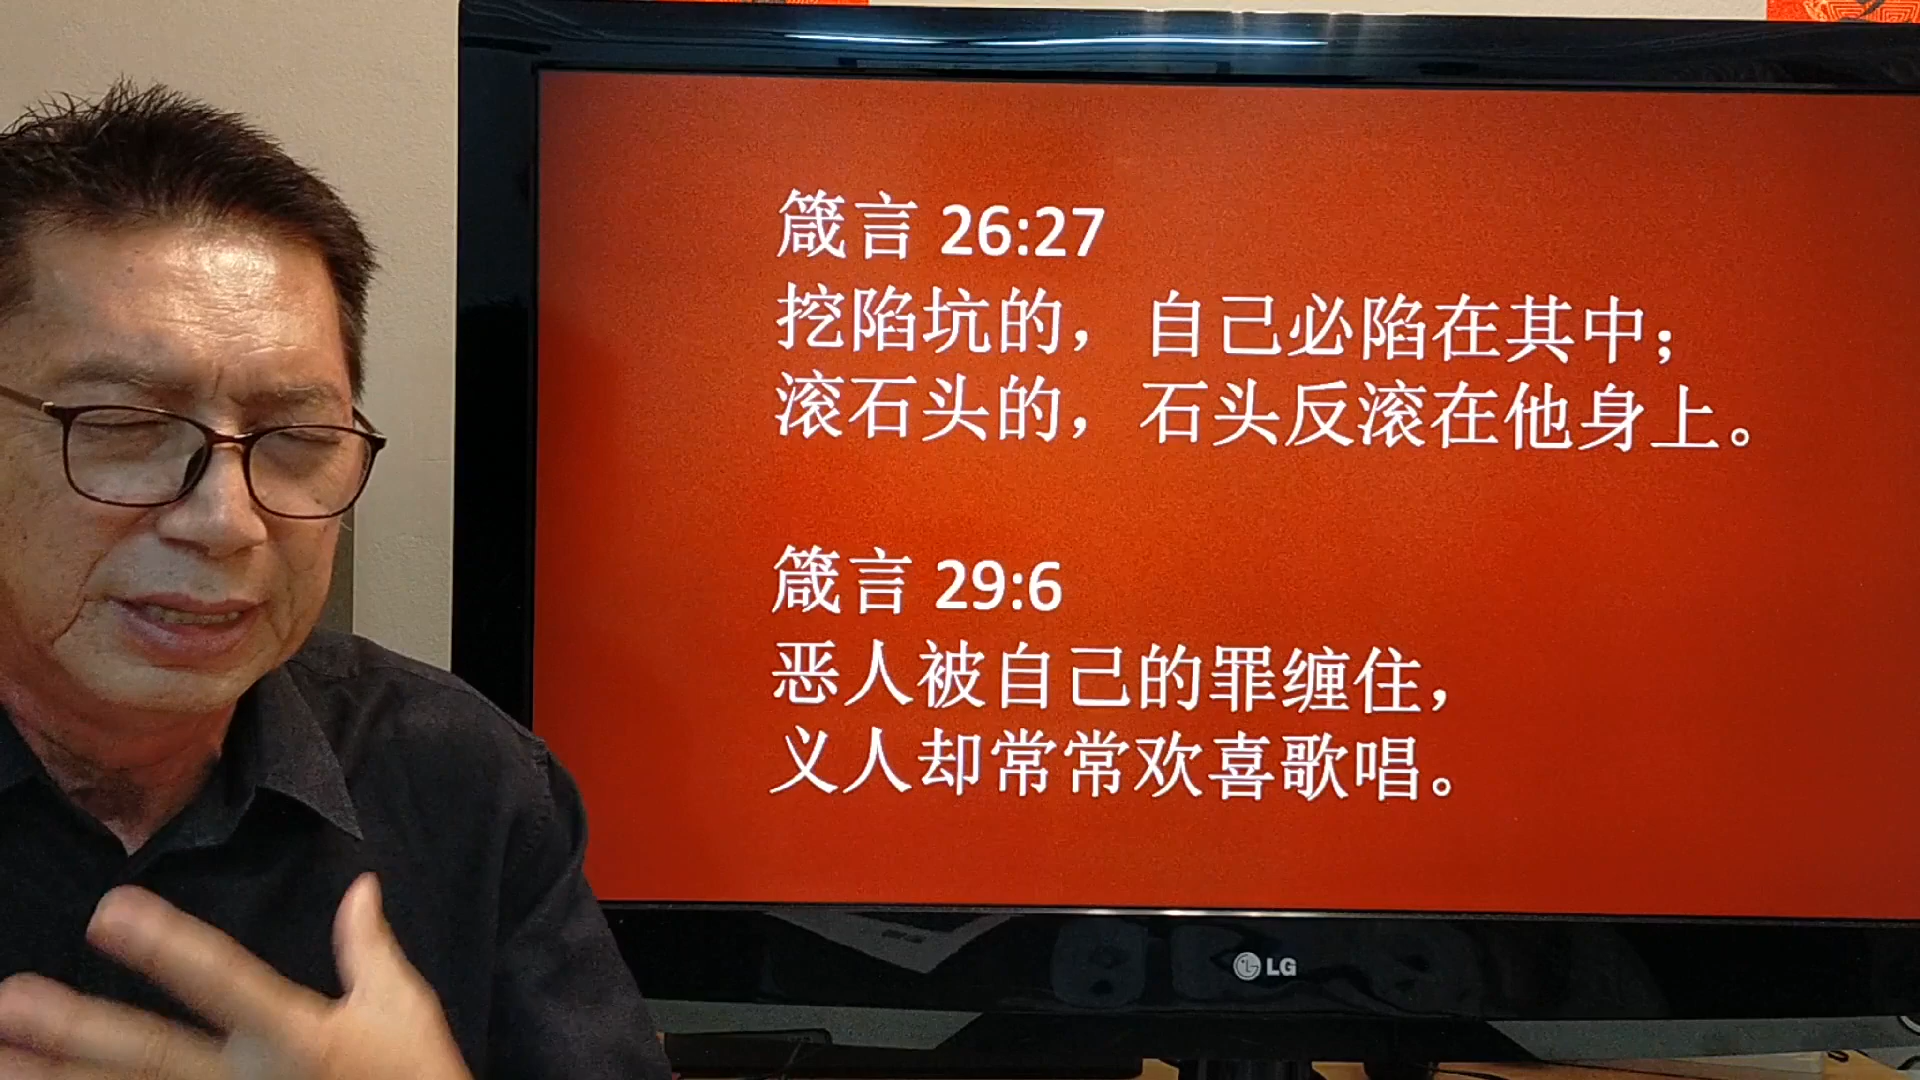 箴言 26:27
挖陷坑的，自己必陷在其中；
滚石头的，石头反滚在他身上。
箴言 29:6
恶人被自己的罪缠住，
义人却常常欢喜歌唱。
LG